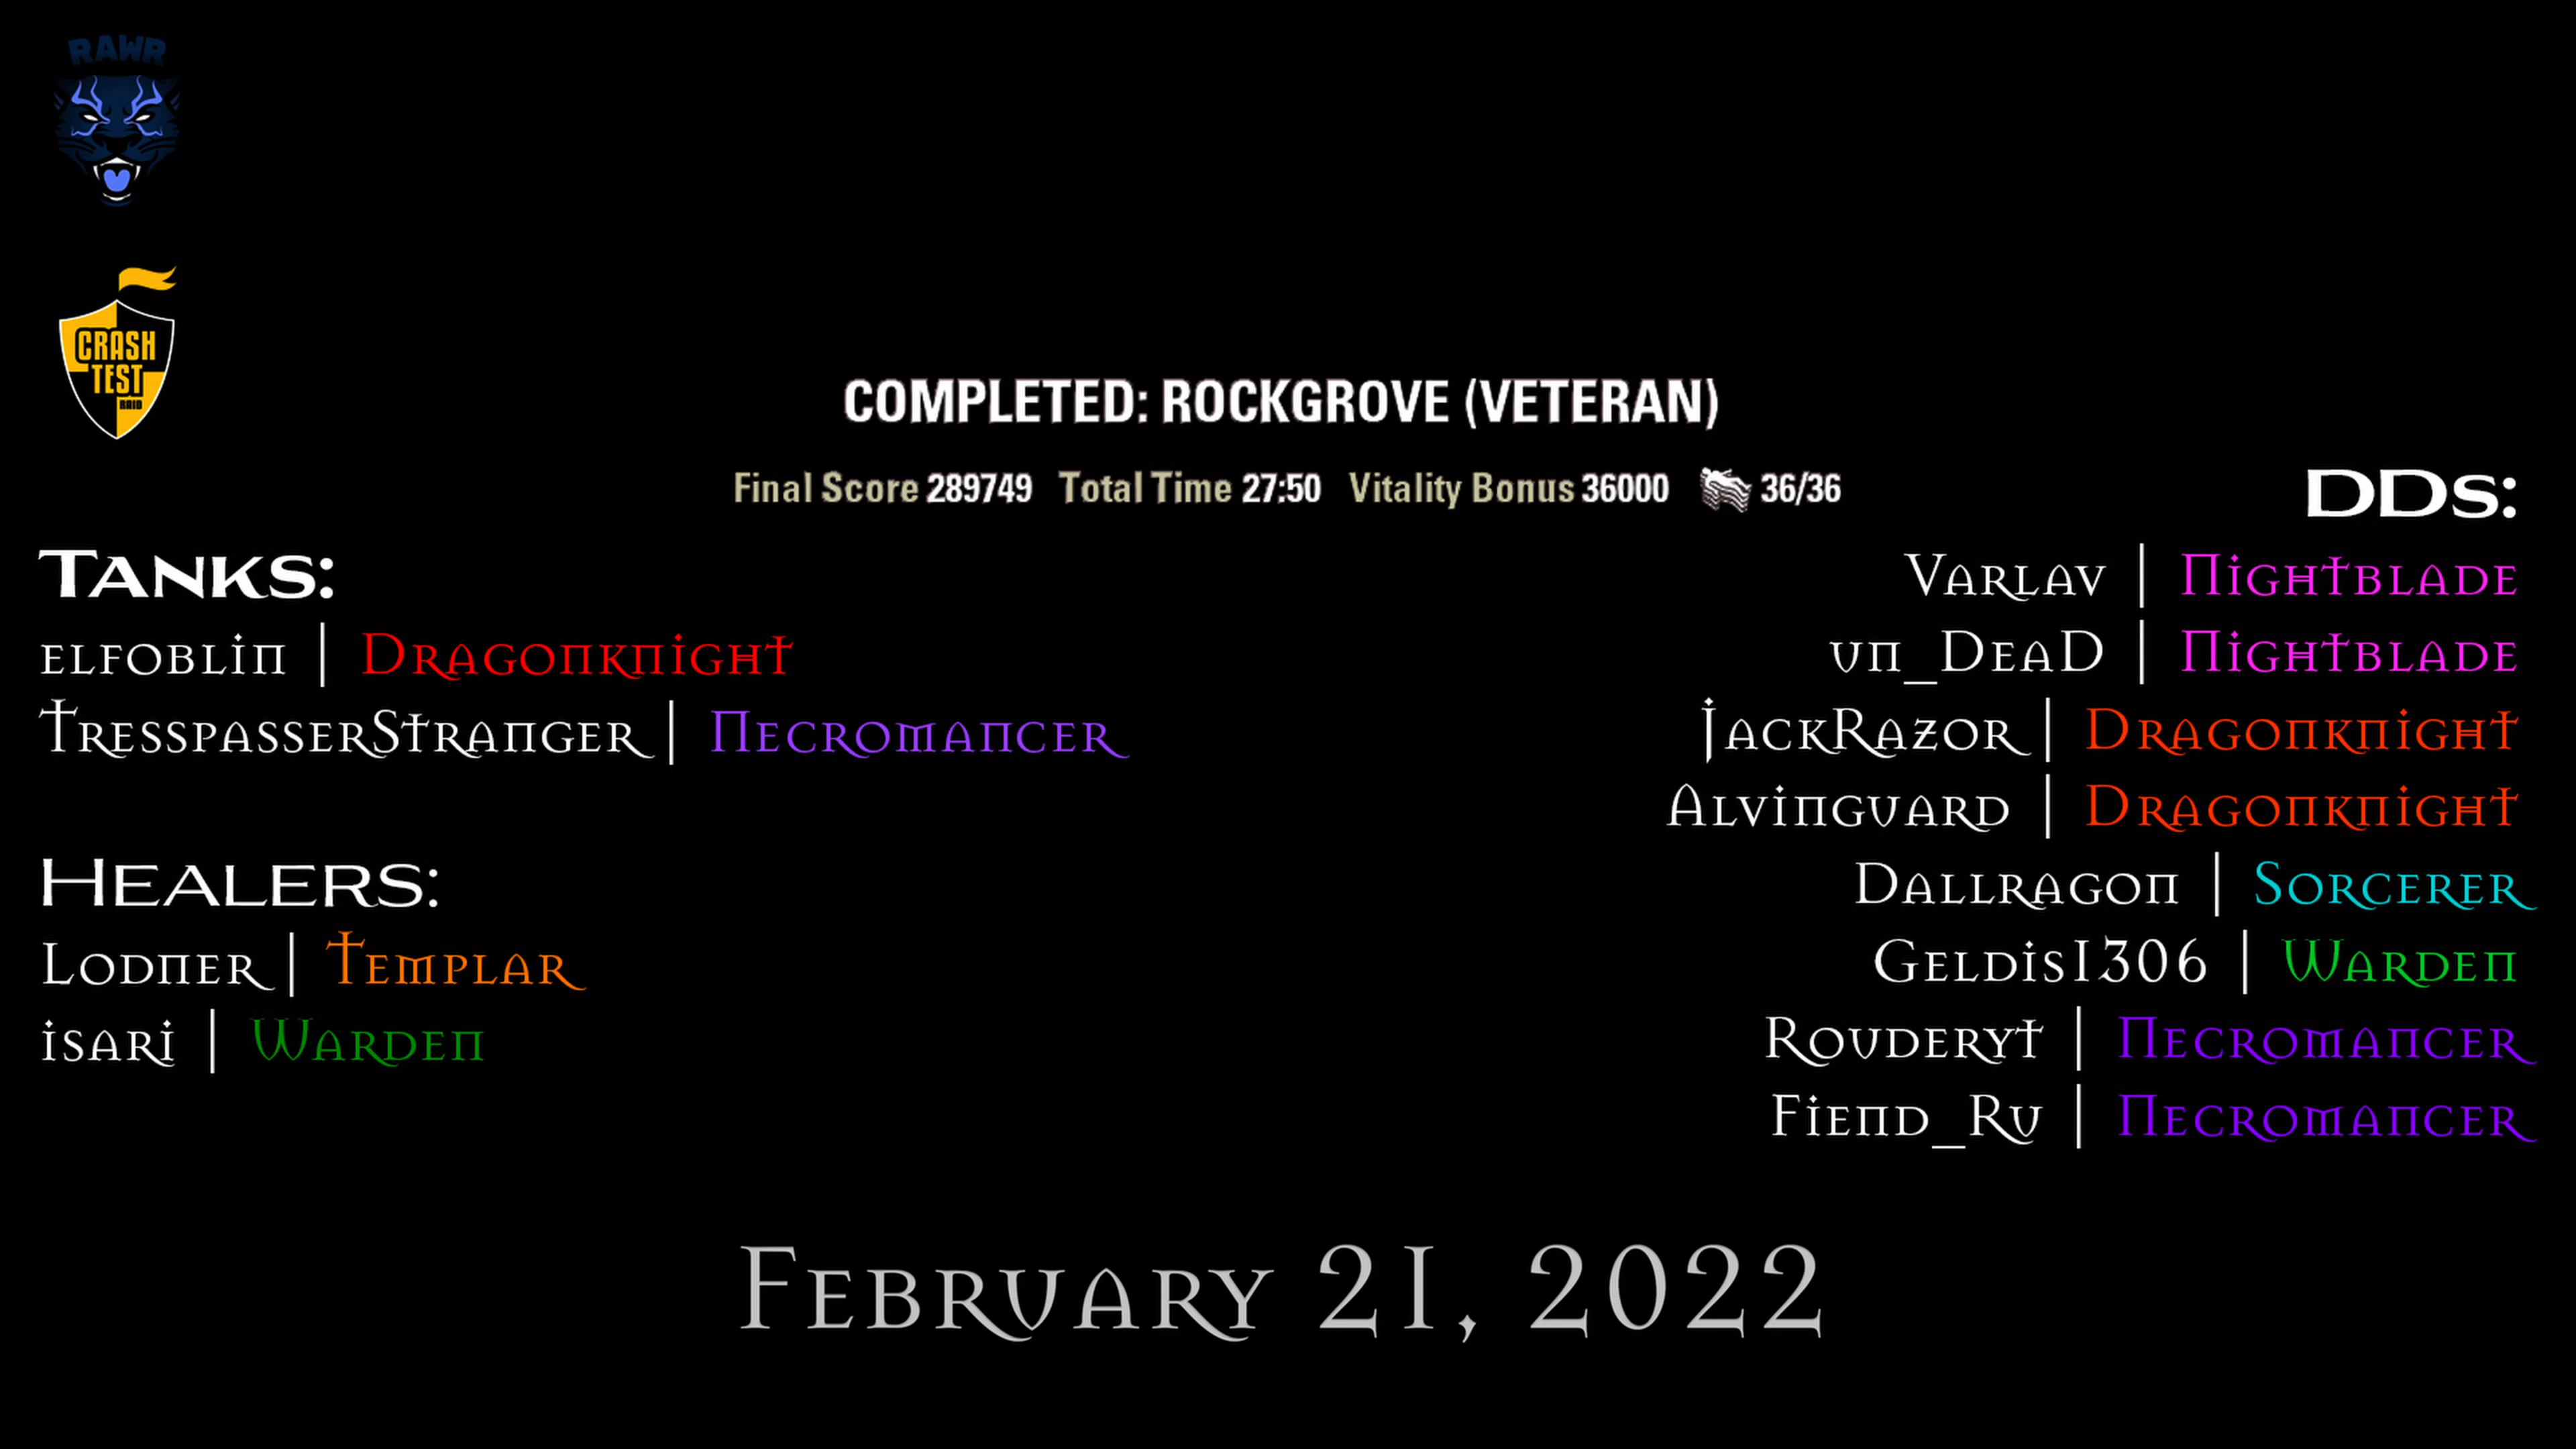 RAWR
CRASH
TEST
RAID
COMPLETED: ROCKGROVE (VETERAN)
Final Score 289749 Total Time 27:50 Vitality Bonus 36000 36/36
Tanks:
elfoblin | Dragonknight
TresspasserStranger | Necromancer
Healers:
Lodner | Templar
isari | Warden
DDs:
Varlav | Nightblade
un_DeaD | Nightblade
JackRazor | Dragonknight
Alvinguard | Dragonknight
Dallragon | Sorcerer
Geldis1306 | Warden
Rouderyt | Necromancer
Fiend_Ru | Necromancer
February 21, 2022